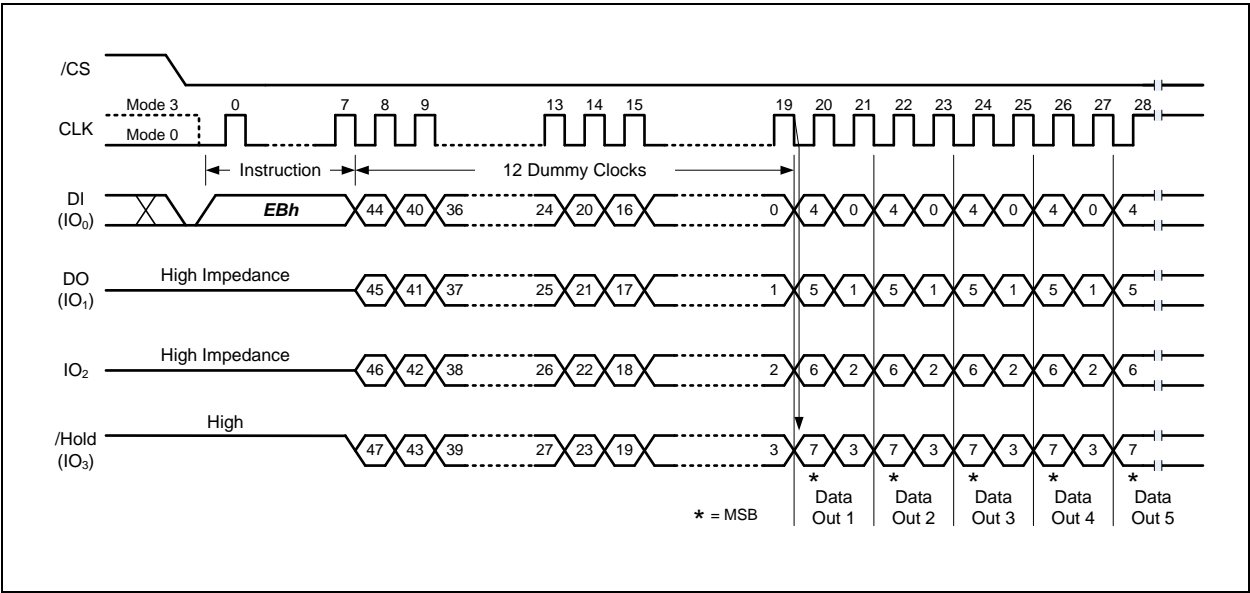 /CS
Mode 3 0 7 8 9 13 14 15 19 20 21 22 23 24 25 26 27 28
CLK
Mode 0
Instruction 12 Dummy Clocks
DI
(IO0)
EBh 44 40 36 24 20 16 0 4 0 4 0 4 0 4 0 4
High Impedance
DO
(IO1)
45 41 37 25 21 17 1 5 1 5 1 5 1 5 1 5
High Impedance
IO2 46 42 38 26 22 18 2 6 2 6 2 6 2 6 2 6
High
/Hold
(IO3)
47 43 39 27 23 19 3 7 3 7 3 7 3 7 3 7
* * * * *
* = MSB
Data Out 1
Data Out 2
Data Out 3
Data Out 4
Data Out 5